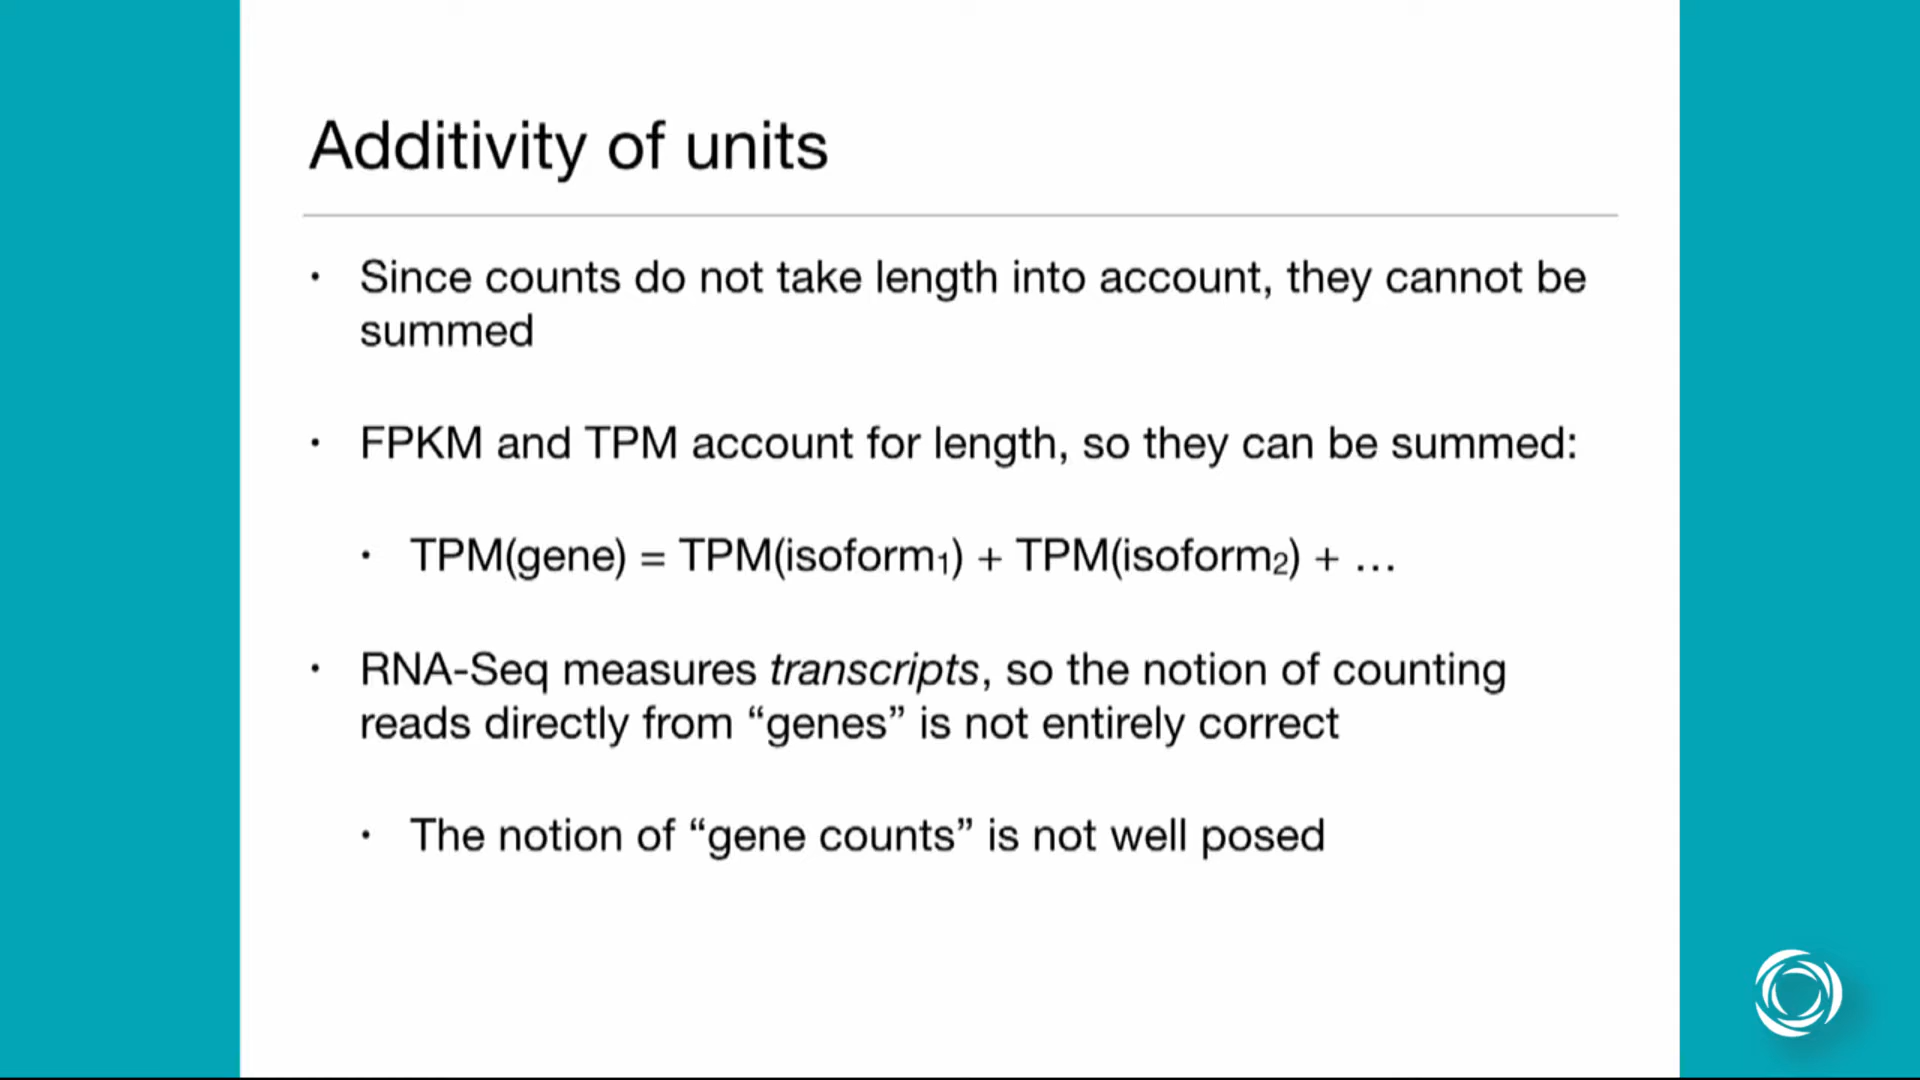 Additivity of units
· Since counts do not take length into account, they cannot be
summed
· FPKM and TPM account for length, so they can be summed:
· TPM(gene) = TPM(isoform₁) + TPM(isoform₂) + …
· RNA-Seq measures transcripts, so the notion of counting
reads directly from “genes” is not entirely correct
· The notion of “gene counts” is not well posed